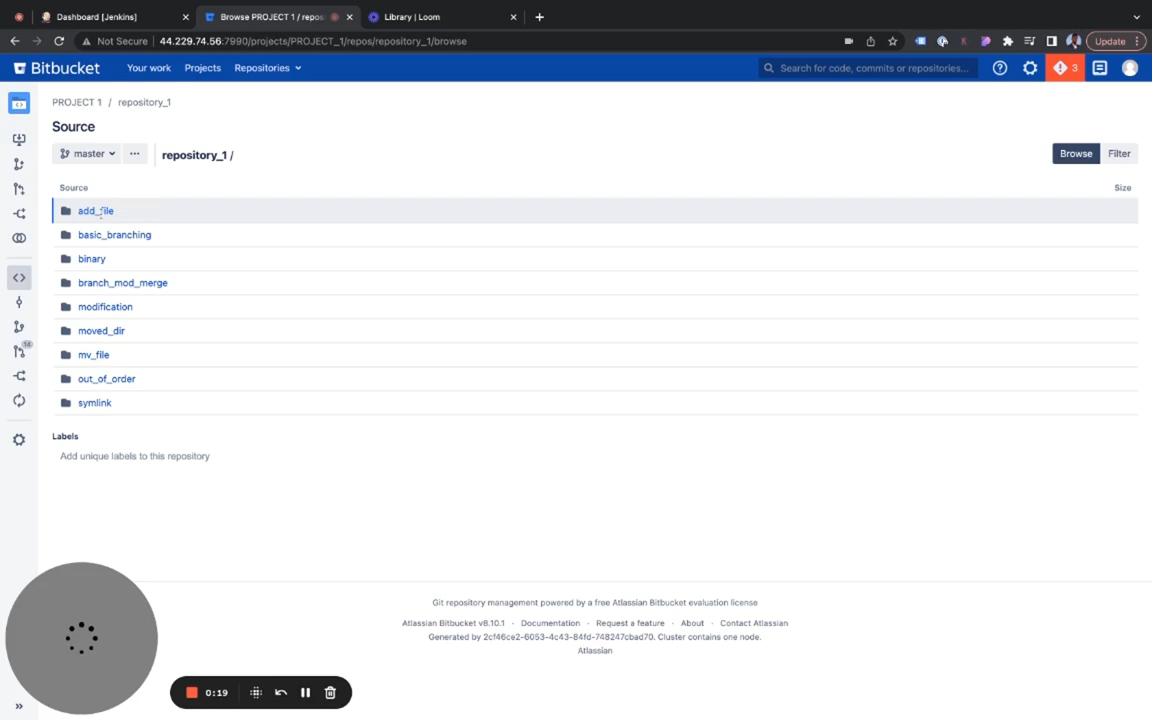 Dashboard [Jenkins]
Browse PROJECT 1 / repos
Library | Loom
Not Secure
44.229.74.56:7990/projects/PROJECT_1/repos/repository_1/browse
Update
Bitbucket
Your work
Projects
Repositories
Search for code, commits or repositories...
3
PROJECT 1 / repository_1
Source
master
repository_1 /
Browse
Filter
Source
Size
add_file
basic_branching
binary
branch_mod_merge
modification
moved_dir
mv_file
out_of_order
symlink
Labels
Add unique labels to this repository
Git repository management powered by a free Atlassian Bitbucket evaluation license
Atlassian Bitbucket v8.10.1 · Documentation · Request a feature · About · Contact Atlassian
Generated by 2cf46ce2-6053-4c43-84fd-748247cbad70. Cluster contains one node.
Atlassian
0:19